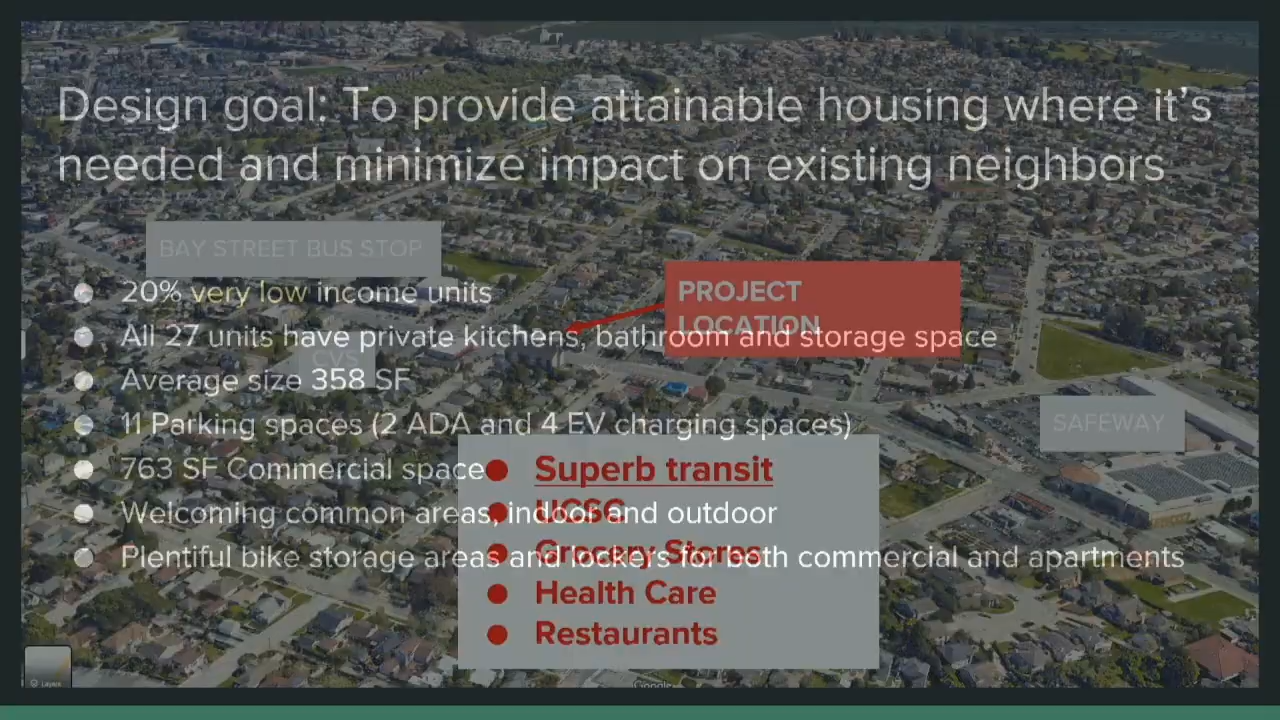 Design goal: To provide attainable housing where it's
needed and minimize impact on existing neighbors
BAY STREET BUS STOP
20% very low income units
PROJECT
LOCATION
All 27 units have private kitchens, bathroom and storage space
CVS
Average size 358 SF
11 Parking spaces (2 ADA and 4 EV charging spaces)
SAFEWAY
763 SF Commercial space
Superb transit
Welcoming common areas, indoor and outdoor
UCSC
Plentiful bike storage areas and lockers for both commercial and apartments
Grocery Stores
Health Care
Restaurants
Layers
Google